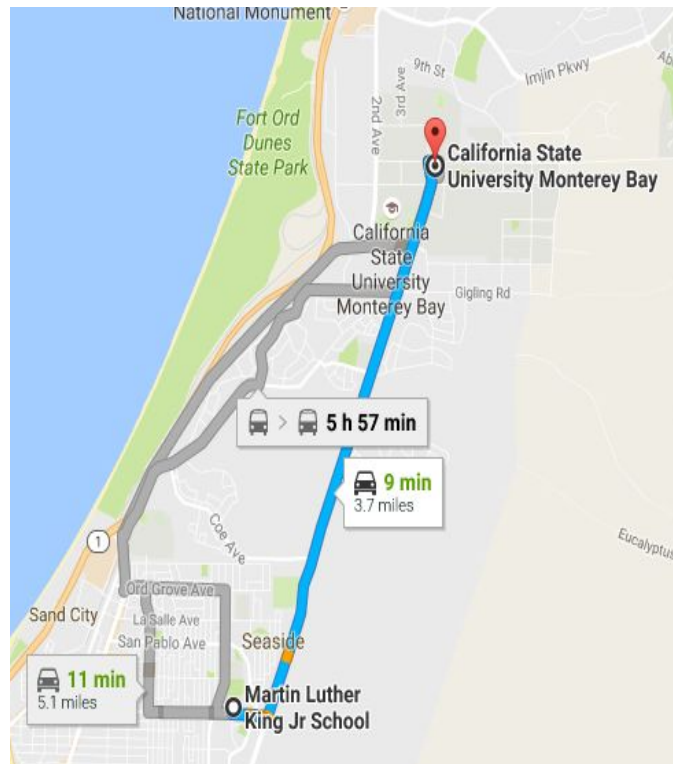 National Monument
9th St
Imjin Pkwy
3rd Ave
2nd Ave
Fort Ord
Dunes
State Park
California State
University Monterey Bay
California
State
University
Monterey Bay
Gigling Rd
5 h 57 min
9 min
3.7 miles
Coe Ave
1
Eucalyptus
Ord Grove Ave
Sand City
La Salle Ave
San Pablo Ave
Seaside
11 min
5.1 miles
Martin Luther
King Jr School